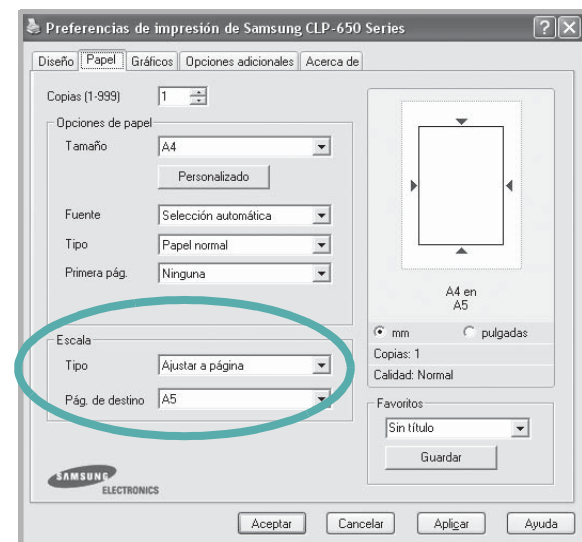 Preferencias de impresión de Samsung CLP-650 Series
Diseño Papel Gráficos Opciones adicionales Acerca de
Copias (1-999) 1
Opciones de papel
Tamaño A4
Personalizado
Fuente Selección automática
Tipo Papel normal
Primera pág. Ninguna
A4 en
A5
mm pulgadas
Copias: 1
Calidad: Normal
Escala
Tipo Ajustar a página
Pág. de destino A5
Favoritos
Sin título
Guardar
SAMSUNG
ELECTRONICS
Aceptar Cancelar Aplicar Ayuda